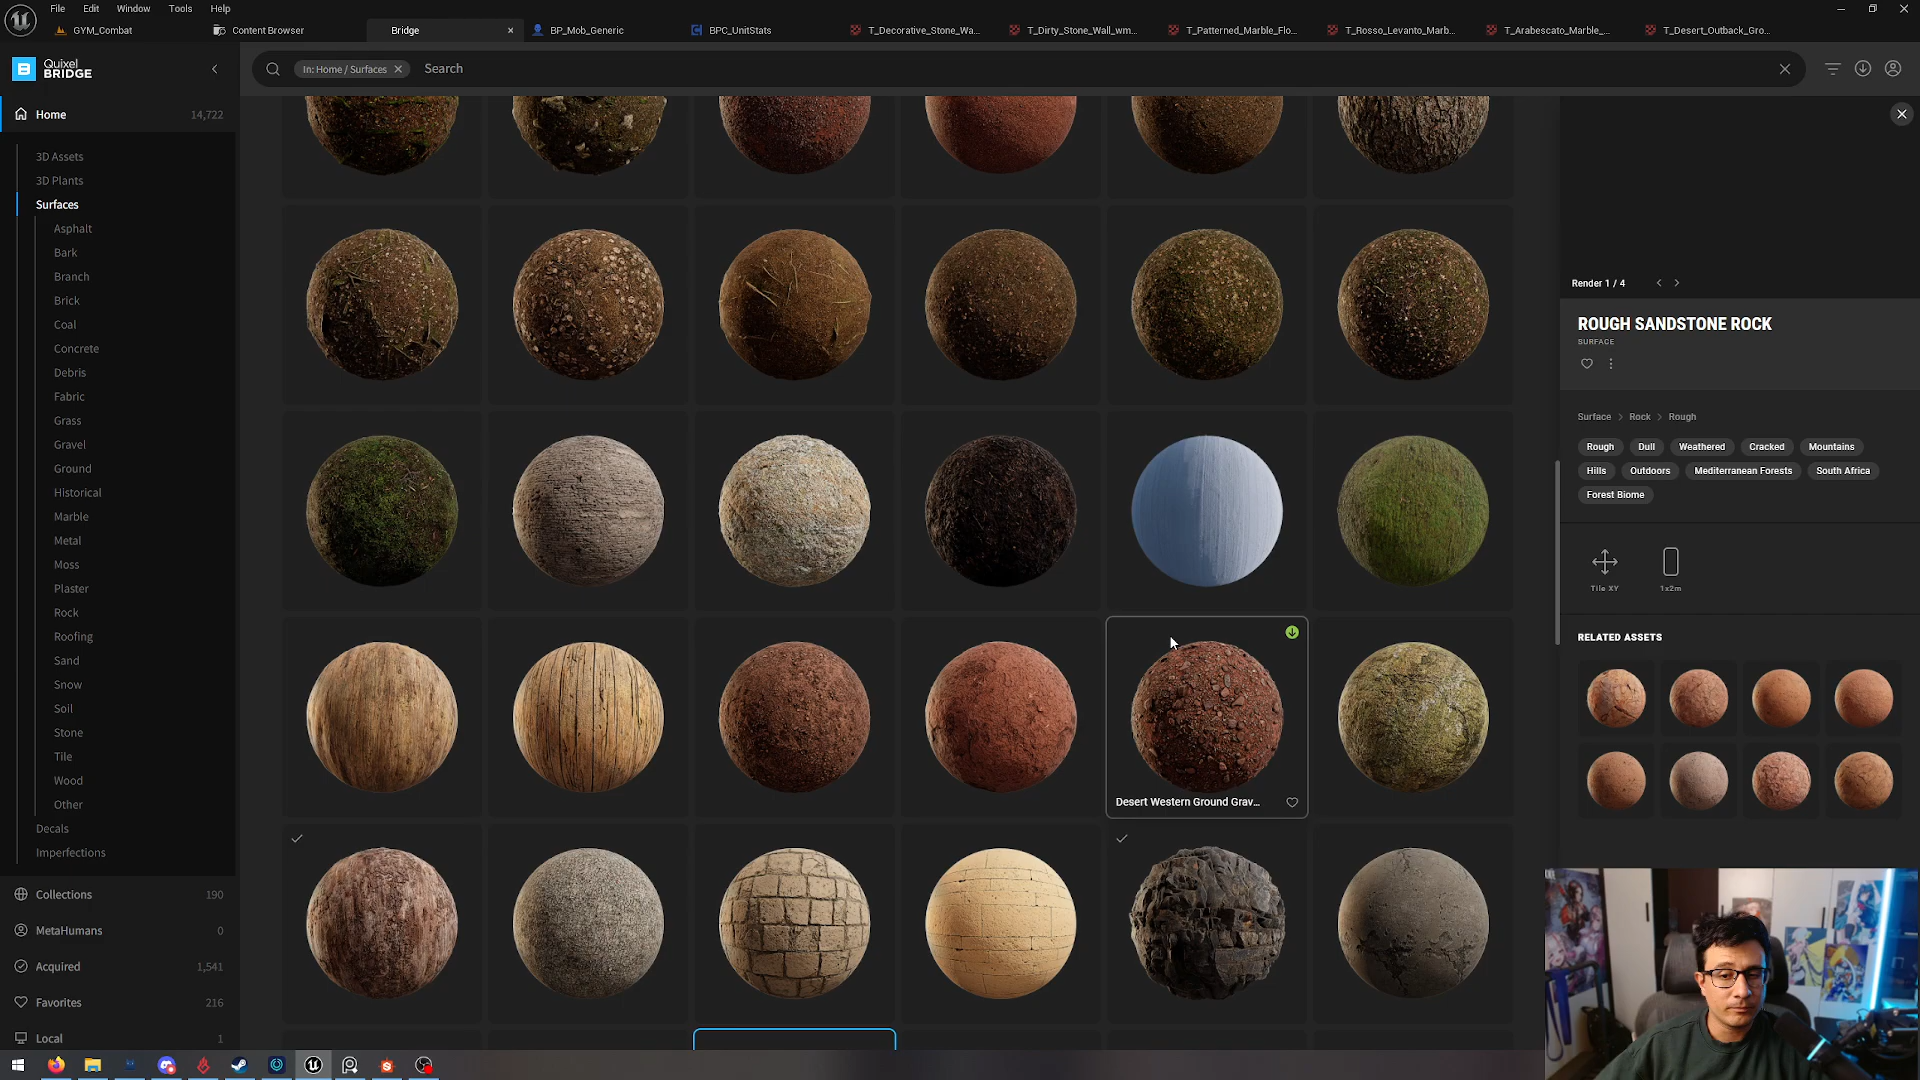 File Edit Window Tools Help
GYM_Combat
Content Browser
Bridge
BP_Mob_Generic
BPC_UnitStats
T_Decorative_Stone_Wa...
T_Dirty_Stone_Wall_wm...
T_Patterned_Marble_Flo...
T_Rosso_Levanto_Marb...
T_Arabescato_Marble_...
T_Desert_Outback_Gro...
Quixel
BRIDGE
In: Home / Surfaces
Search
Home 14,722
3D Assets
3D Plants
Surfaces
Asphalt
Bark
Branch
Brick
Coal
Concrete
Debris
Fabric
Grass
Gravel
Ground
Historical
Marble
Metal
Moss
Plaster
Rock
Roofing
Sand
Snow
Soil
Stone
Tile
Wood
Other
Decals
Imperfections
Collections 190
MetaHumans 0
Acquired 1,541
Favorites 216
Local 1
Desert Western Ground Grav...
Render 1 / 4
ROUGH SANDSTONE ROCK
SURFACE
Surface > Rock > Rough
Rough Dull Weathered Cracked Mountains
Hills Outdoors Mediterranean Forests South Africa
Forest Biome
Tile XY 1x2m
RELATED ASSETS